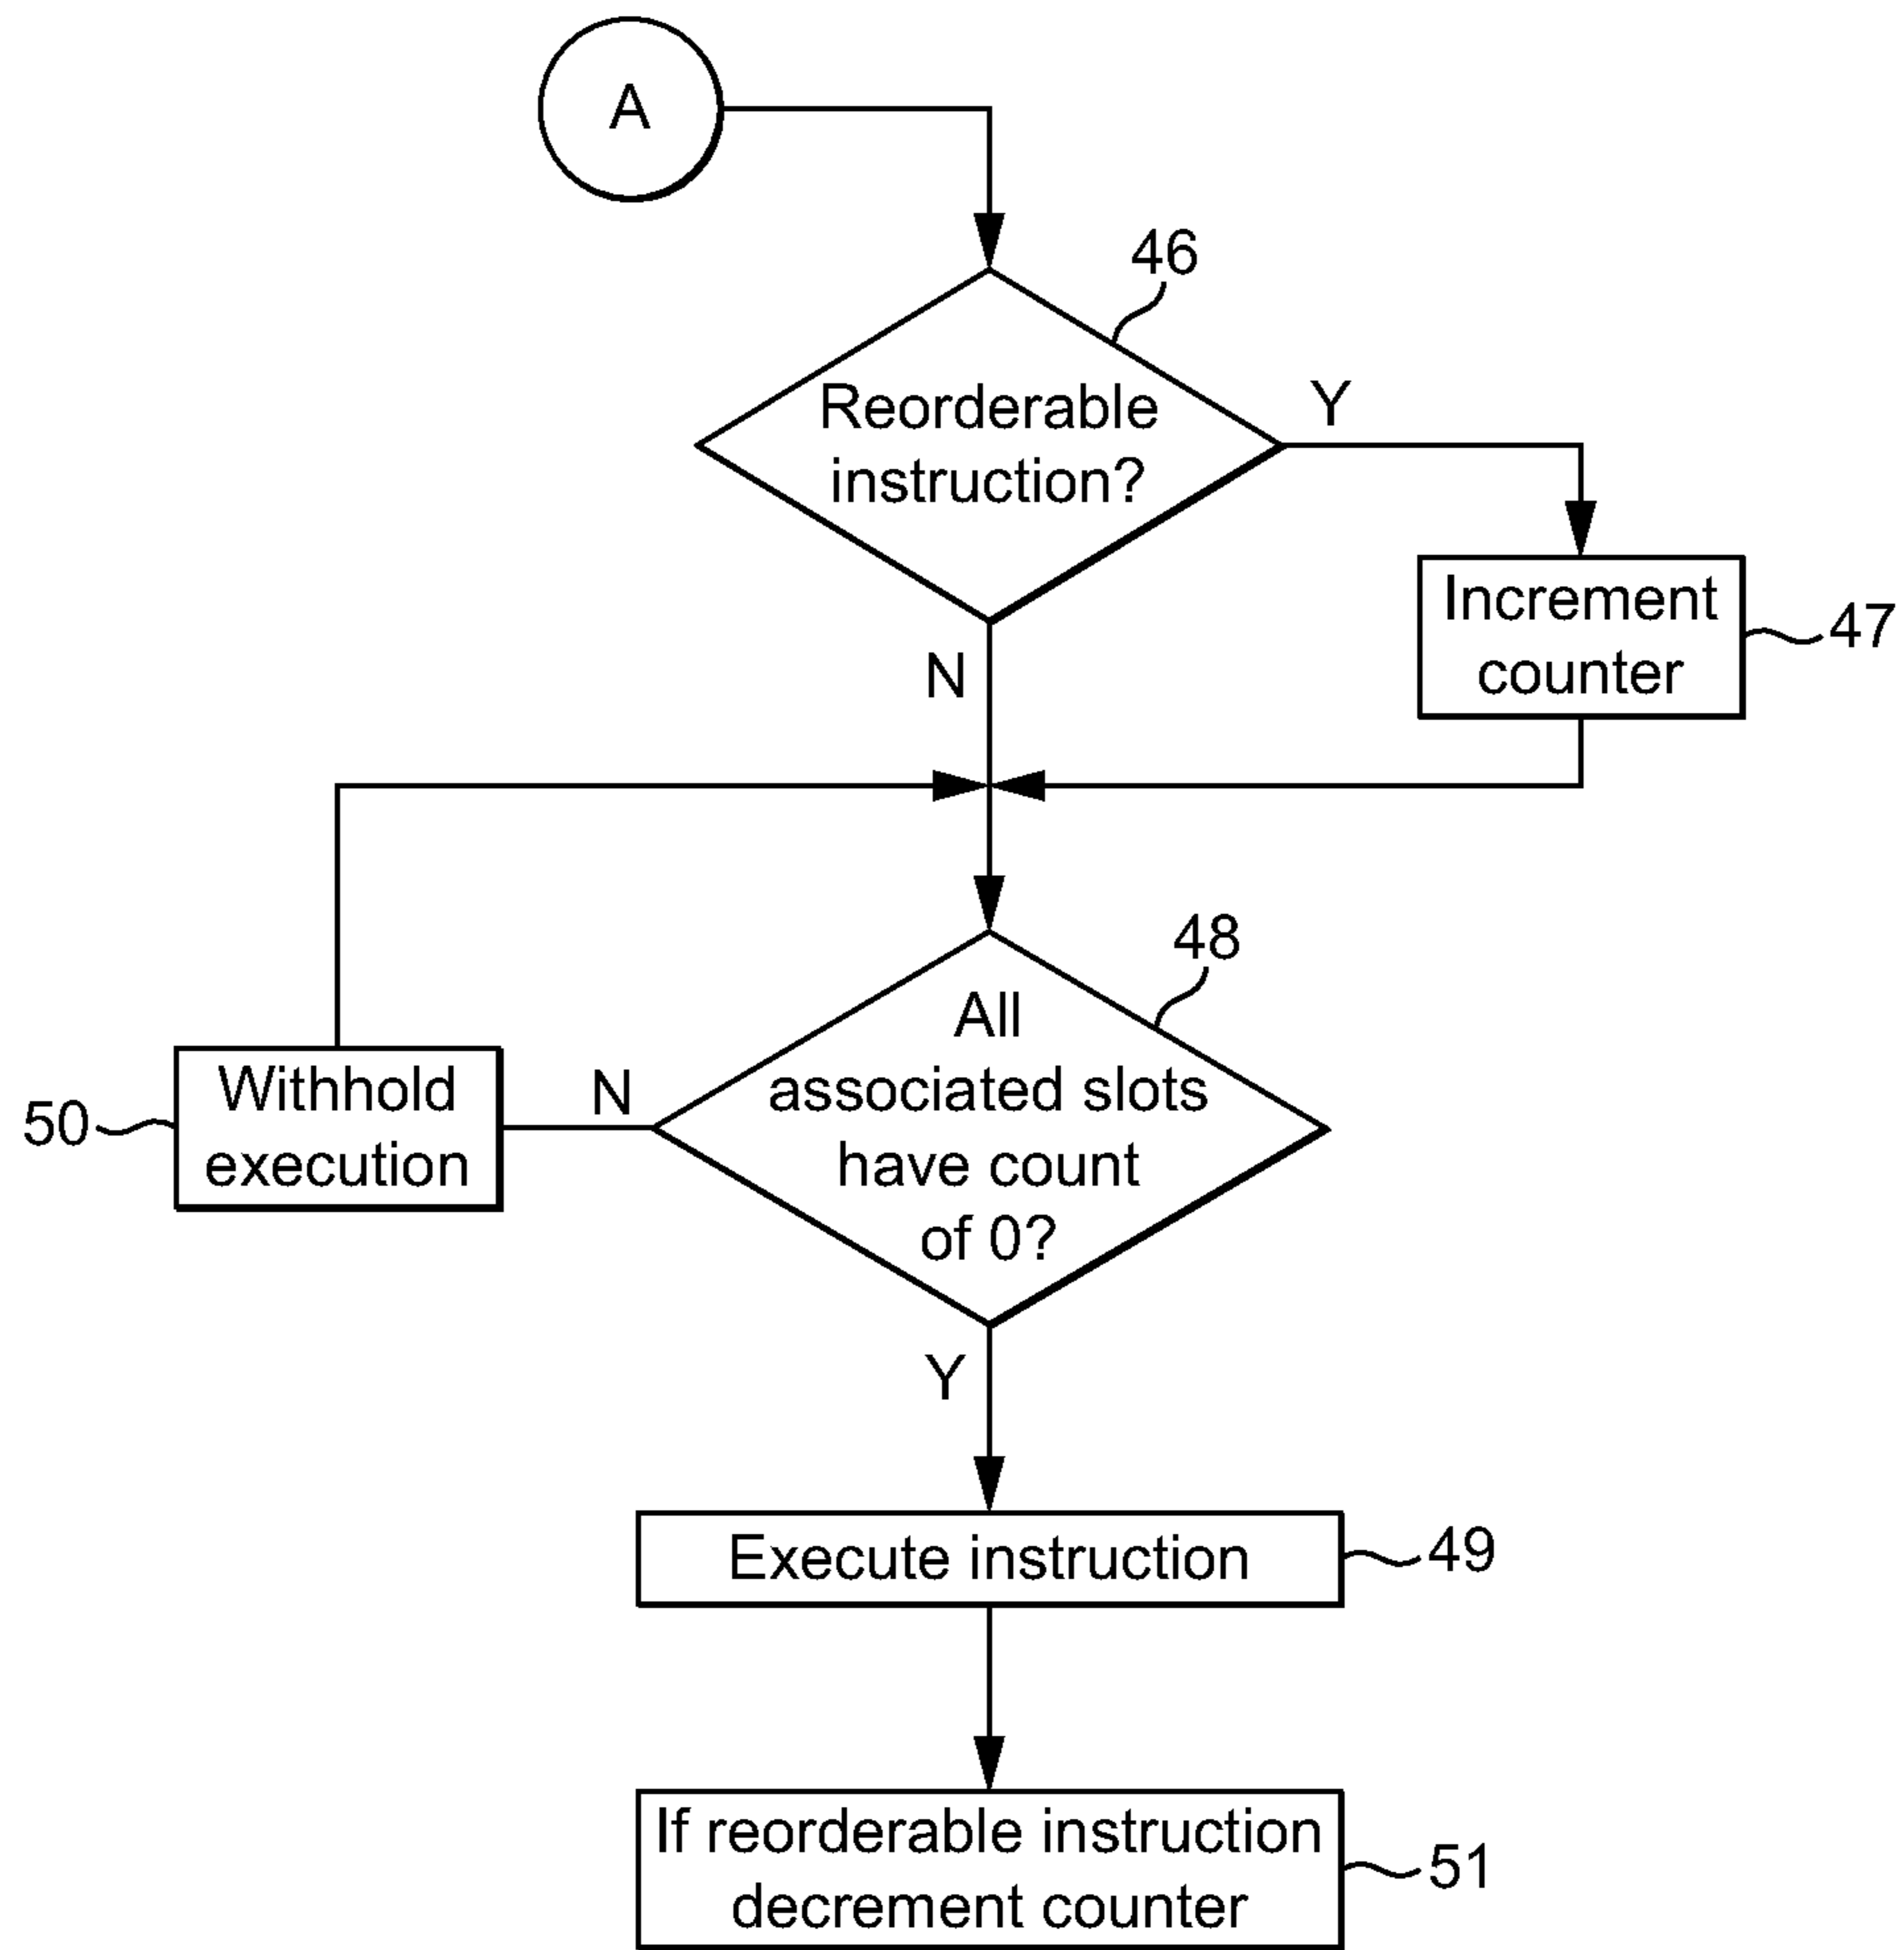 A
46
Reorderable
instruction?
Y
Increment
counter
47
N
48
All
associated slots
have count
of 0?
N
Withhold
execution
50
Y
Execute instruction
49
If reorderable instruction
decrement counter
51